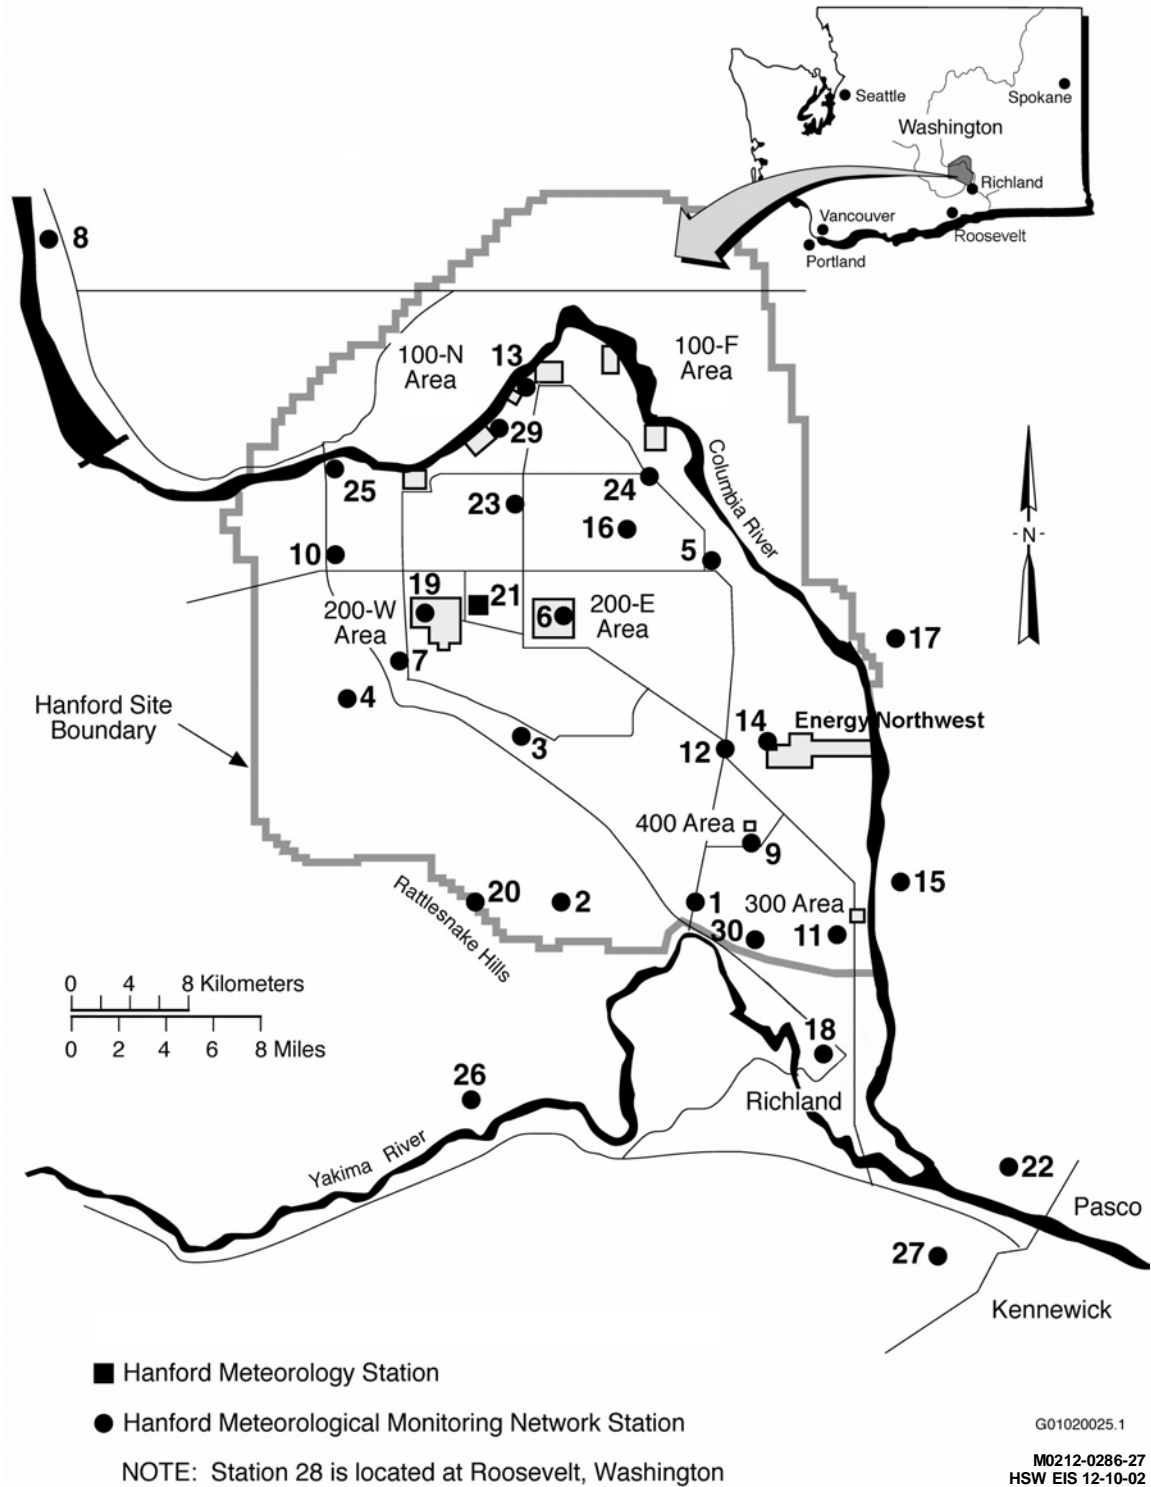 Seattle
Spokane
Washington
Richland
Vancouver
Roosevelt
Portland
8
100-N
Area
13
100-F
Area
29
Columbia River
25
23
24
16
10
5
- N -
19
21
200-W
Area
6
200-E
Area
17
7
4
Hanford Site
Boundary
3
14
Energy Northwest
12
400 Area
9
15
20
2
1
300 Area
30
11
Rattlesnake Hills
0 4 8 Kilometers
0 2 4 6 8 Miles
18
26
Richland
Yakima River
22
Pasco
27
Kennewick
Hanford Meteorology Station
Hanford Meteorological Monitoring Network Station
G01020025.1
NOTE: Station 28 is located at Roosevelt, Washington
M0212-0286-27
HSW EIS 12-10-02